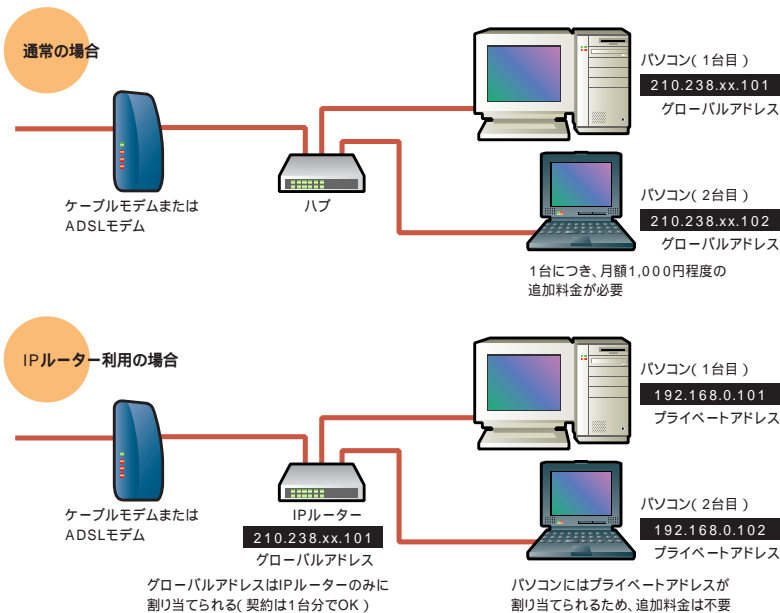 通常の場合
パソコン(1台目)
210.238.xx.101
グローバルアドレス
ケーブルモデムまたは
ADSLモデム
ハブ
パソコン(2台目)
210.238.xx.102
グローバルアドレス
1台につき、月額1,000円程度の
追加料金が必要
IPルーター利用の場合
パソコン(1台目)
192.168.0.101
プライベートアドレス
ケーブルモデムまたは
ADSLモデム
IPルーター
210.238.xx.101
グローバルアドレス
パソコン(2台目)
192.168.0.102
プライベートアドレス
グローバルアドレスはIPルーターのみに
割り当てられる(契約は1台分でOK)
パソコンにはプライベートアドレスが
割り当てられるため、追加料金は不要